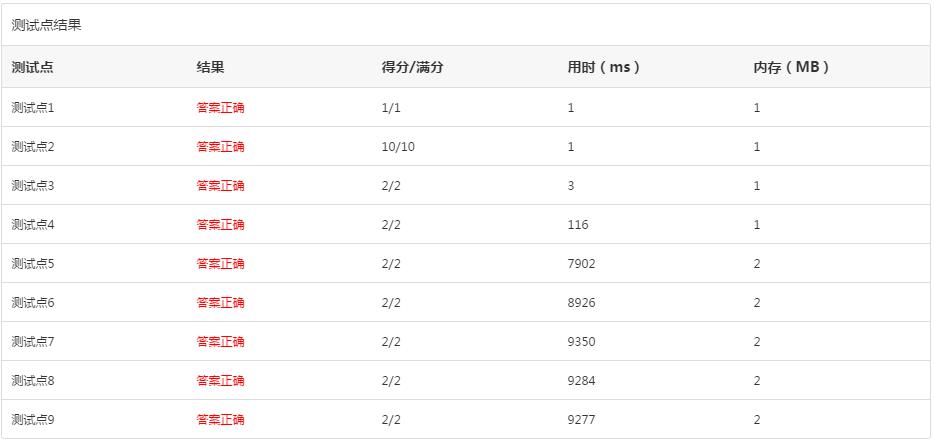 测试点结果
测试点 结果 得分/满分 用时（ms） 内存（MB）
测试点1 答案正确 1/1 1 1
测试点2 答案正确 10/10 1 1
测试点3 答案正确 2/2 3 1
测试点4 答案正确 2/2 116 1
测试点5 答案正确 2/2 7902 2
测试点6 答案正确 2/2 8926 2
测试点7 答案正确 2/2 9350 2
测试点8 答案正确 2/2 9284 2
测试点9 答案正确 2/2 9277 2